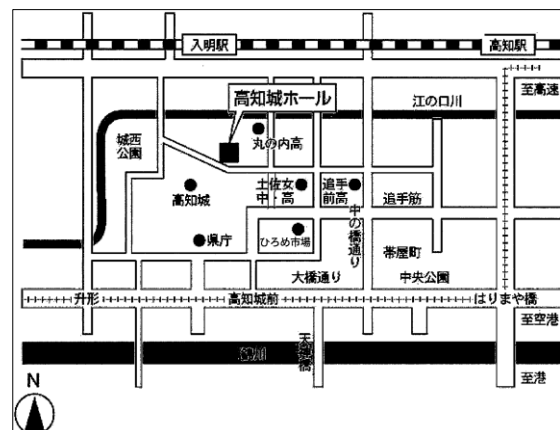 入明駅
高知駅
至高速
高知城ホール
江の口川
丸の内高
城西
公園
土佐女
中・高
追手
前高
追手筋
高知城
中の橋通り
県庁
ひろめ市場
帯屋町
大橋通り
中央公園
升形
高知城前
はりまや橋
至空港
天神橋
至港
N